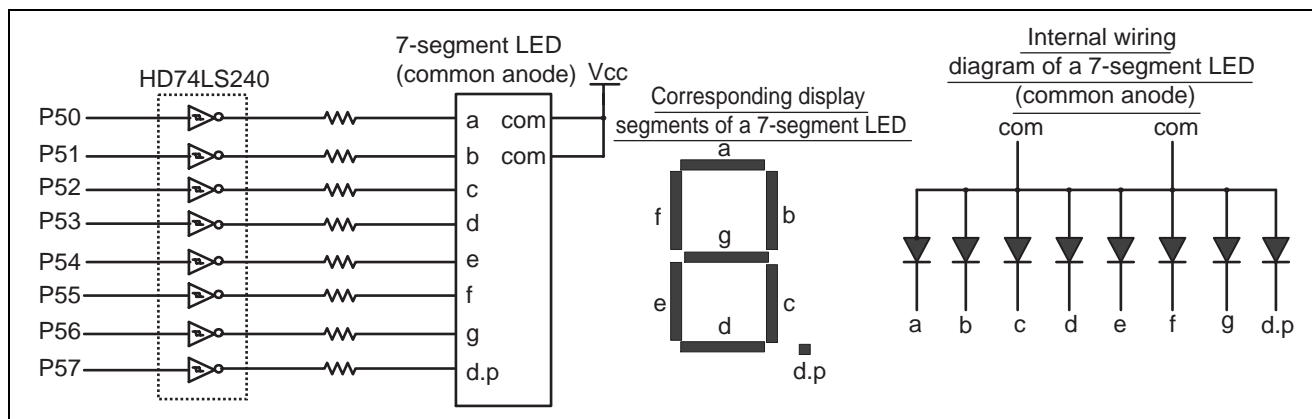 HD74LS240
P50
P51
P52
P53
P54
P55
P56
P57
7-segment LED
(common anode)
Vcc
a com
b com
c
d
e
f
g
d.p
Corresponding display
segments of a 7-segment LED
a
f
b
g
e
c
d
d.p
Internal wiring
diagram of a 7-segment LED
(common anode)
com com
a b c d e f g d.p